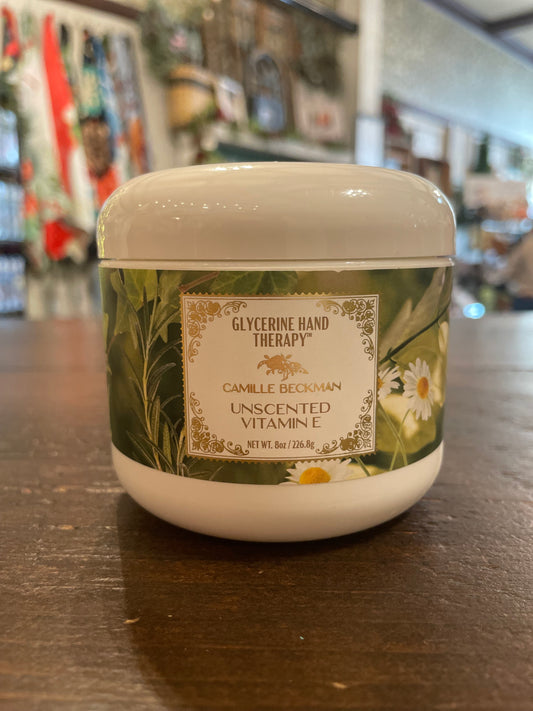 GLYCERINE HAND
THERAPY™
CAMILLE BECKMAN
UNSCENTED
VITAMIN E
NET WT. 8oz / 226.8g